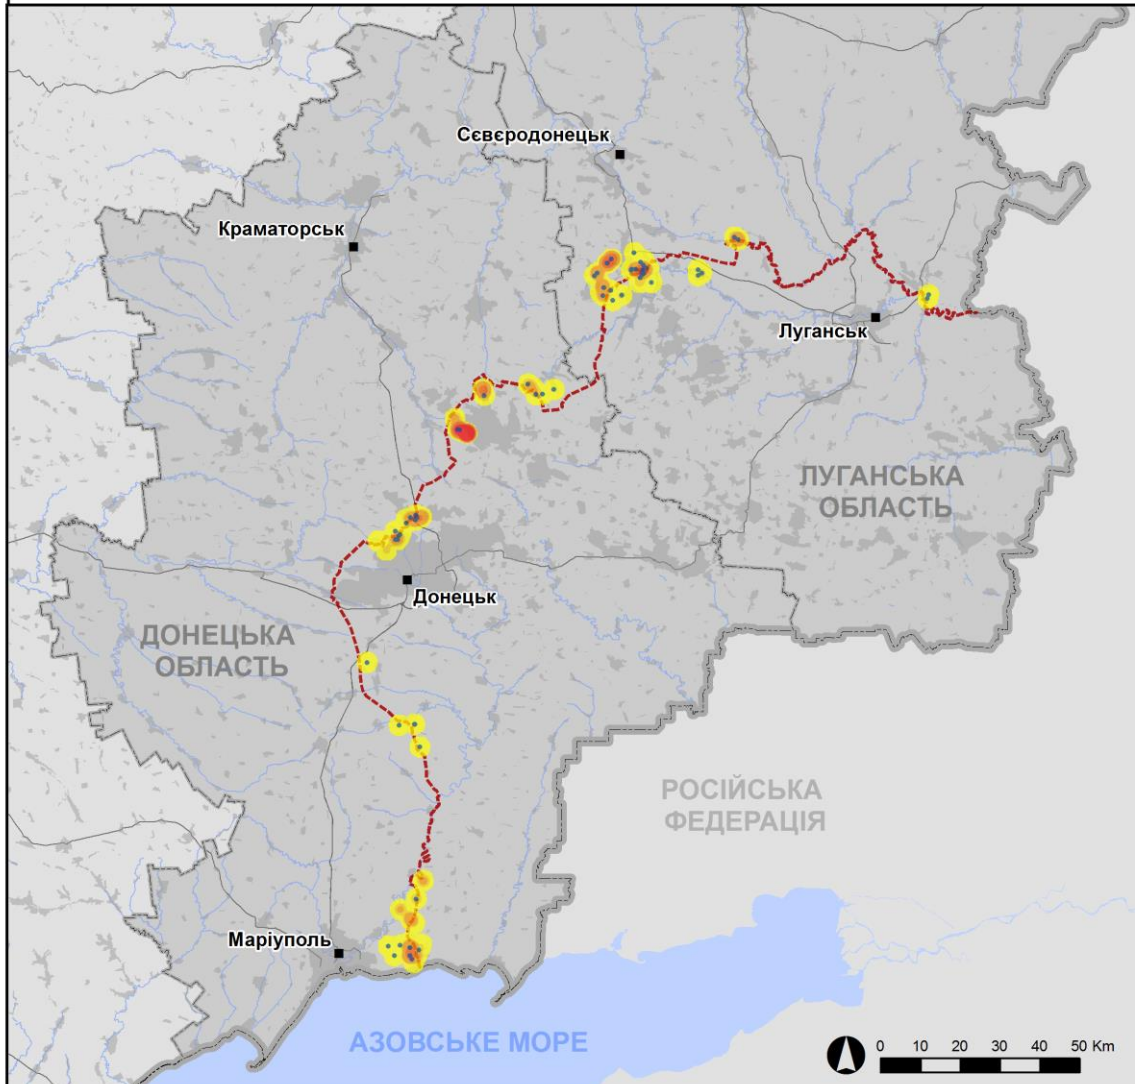 Сєвєродонецьк
Краматорськ
Луганськ
ЛУГАНСЬКА
ОБЛАСТЬ
Донецьк
ДОНЕЦЬКА
ОБЛАСТЬ
РОСІЙСЬКА
ФЕДЕРАЦІЯ
Маріуполь
АЗОВСЬКЕ МОРЕ
0 10 20 30 40 50 Km